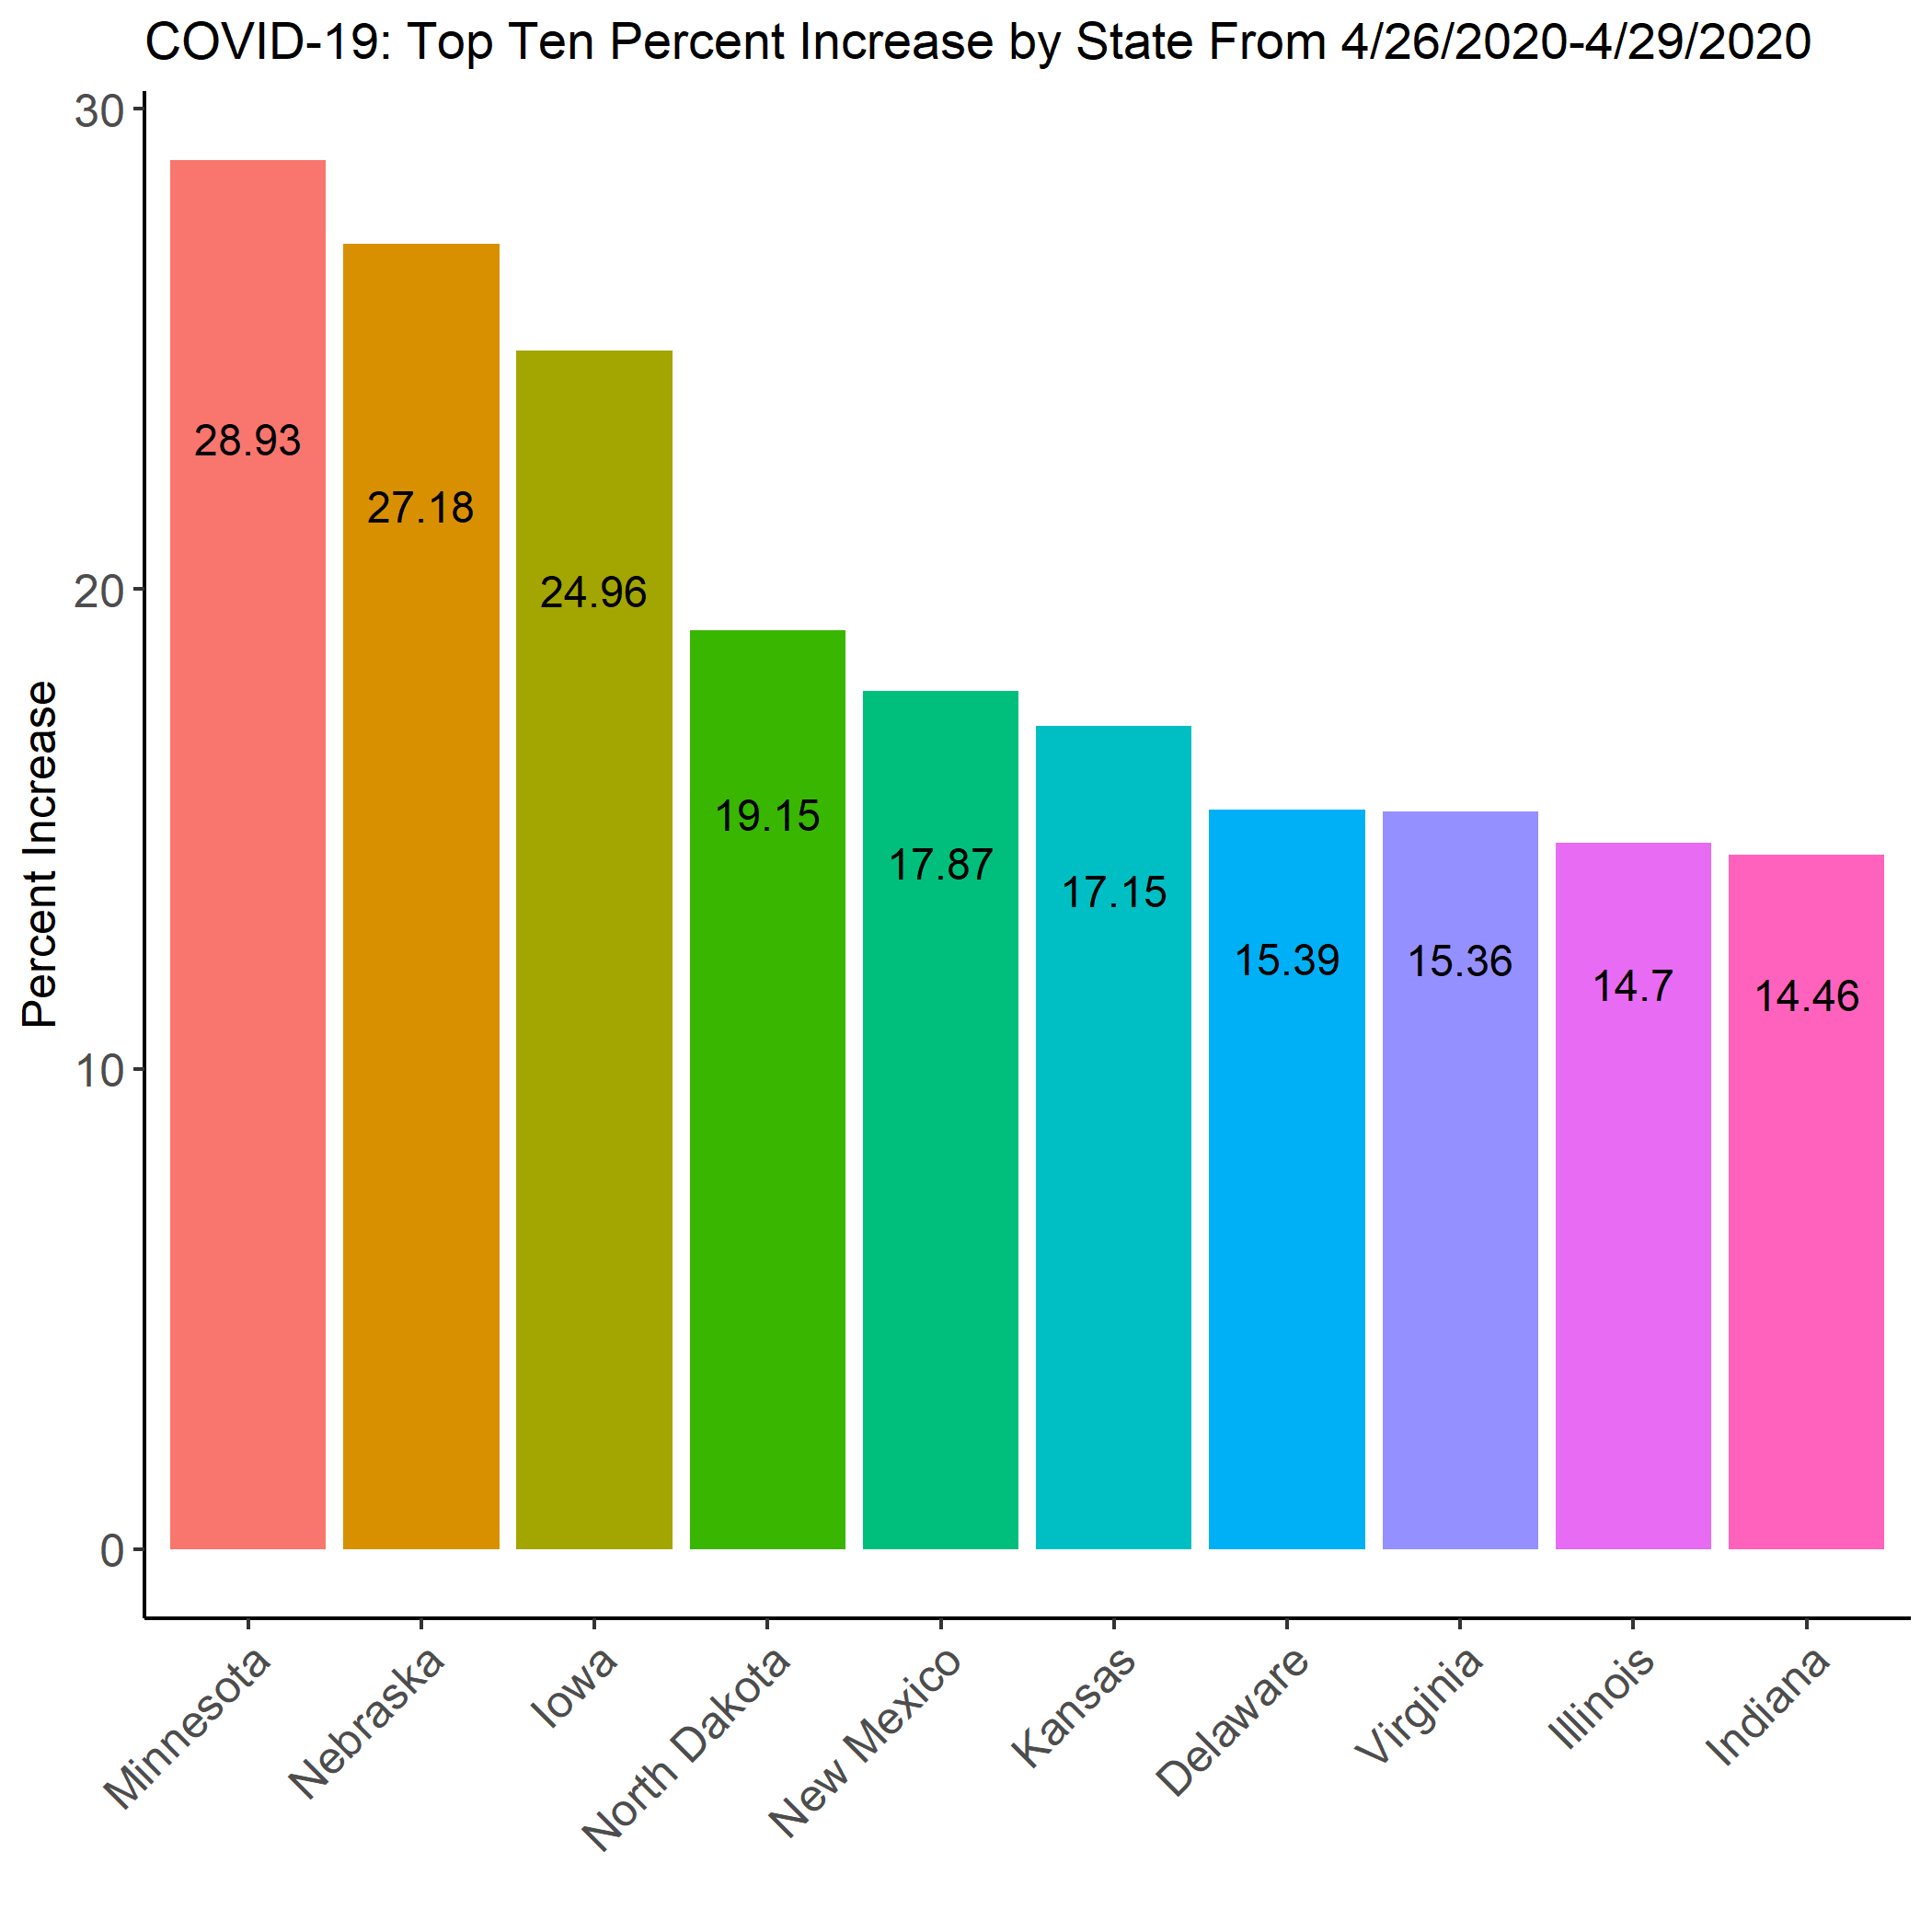 COVID-19: Top Ten Percent Increase by State From 4/26/2020-4/29/2020
Percent Increase
30
20
10
0
28.93
27.18
24.96
19.15
17.87
17.15
15.39
15.36
14.7
14.46
Minnesota
Nebraska
Iowa
North Dakota
New Mexico
Kansas
Delaware
Virginia
Illinois
Indiana